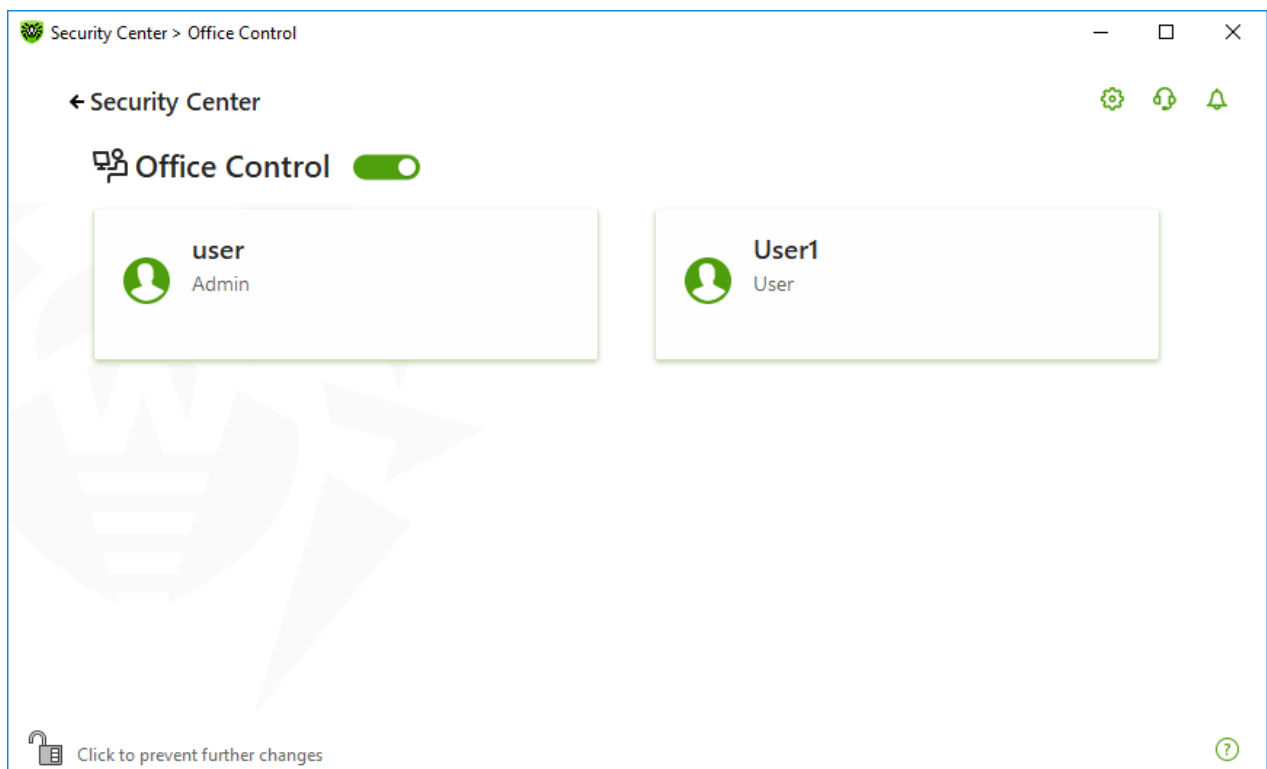 Security Center > Office Control
Security Center
Office Control
user
Admin
User1
User
Click to prevent further changes
?